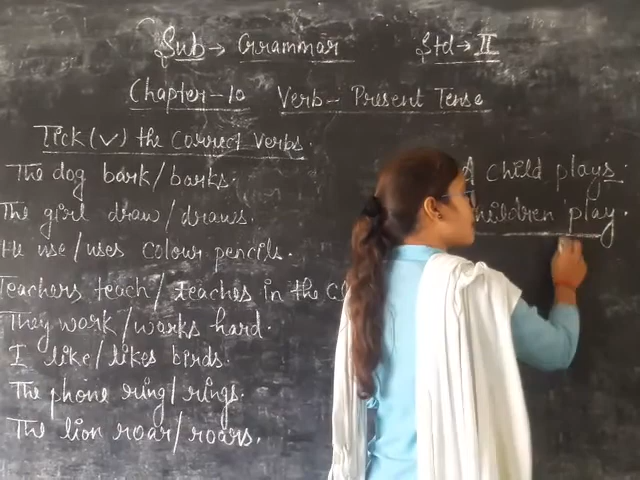 Sub → Grammar Std → II
Chapter-10 Verb- Present Tense
Tick (✓) the Correct Verbs.
The dog bark/barks.
The girl draw/draws.
He use/uses colour pencils.
Teachers teach/teaches in the
They work/works hard.
I like/likes birds.
The phone ring/rings.
The lion roar/roars.
A child plays.
children play.